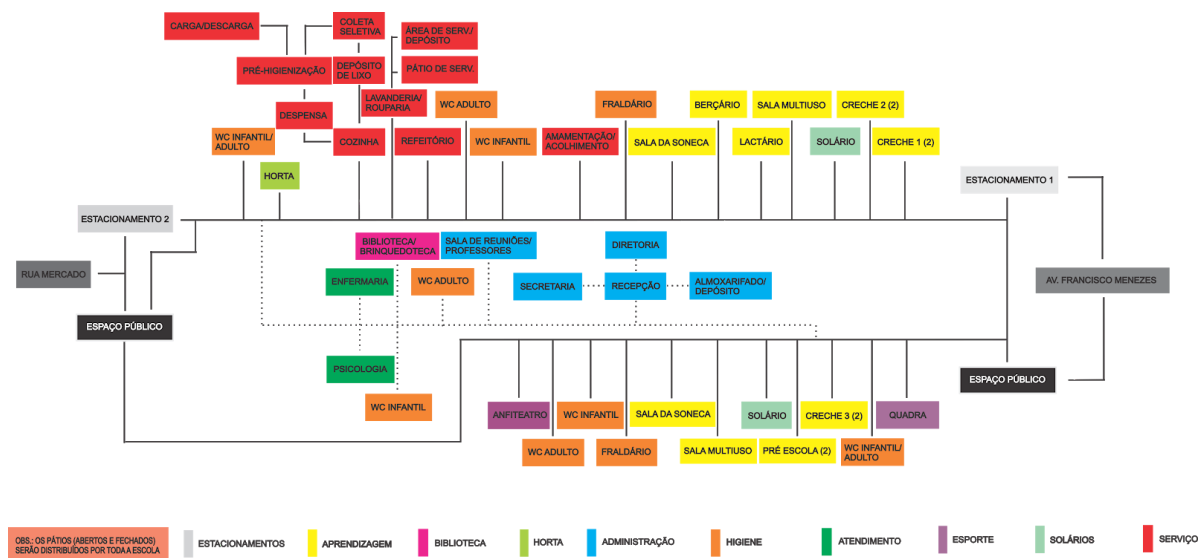 CARGA/DESCARGA
COLETA
SELETIVA
ÁREA DE SERV./
DEPÓSITO
PRÉ-HIGIENIZAÇÃO
DEPÓSITO
DE LIXO
PÁTIO DE SERV.
DESPENSA
LAVANDERIA/
ROUPARIA
WC ADULTO
FRALDÁRIO
BERÇÁRIO
SALA MULTIUSO
CRECHE 2 (2)
WC INFANTIL/
ADULTO
COZINHA
REFEITÓRIO
WC INFANTIL
AMAMENTAÇÃO/
ACOLHIMENTO
SALA DA SONECA
LACTÁRIO
SOLÁRIO
CRECHE 1 (2)
HORTA
ESTACIONAMENTO 1
ESTACIONAMENTO 2
BIBLIOTECA/
BRINQUEDOTECA
SALA DE REUNIÕES/
PROFESSORES
DIRETORIA
RUA MERCADO
ENFERMARIA
WC ADULTO
SECRETARIA
RECEPÇÃO
ALMOXARIFADO/
DEPÓSITO
AV. FRANCISCO MENEZES
ESPAÇO PÚBLICO
PSICOLOGIA
ESPAÇO PÚBLICO
WC INFANTIL
ANFITEATRO
WC INFANTIL
SALA DA SONECA
SOLÁRIO
CRECHE 3 (2)
QUADRA
WC ADULTO
FRALDÁRIO
SALA MULTIUSO
PRÉ ESCOLA (2)
WC INFANTIL/
ADULTO
OBS.: OS PÁTIOS (ABERTOS E FECHADOS)
SERÃO DISTRIBUÍDOS POR TODA A ESCOLA
ESTACIONAMENTOS
APRENDIZAGEM
BIBLIOTECA
HORTA
ADMINISTRAÇÃO
HIGIENE
ATENDIMENTO
ESPORTE
SOLÁRIOS
SERVIÇO